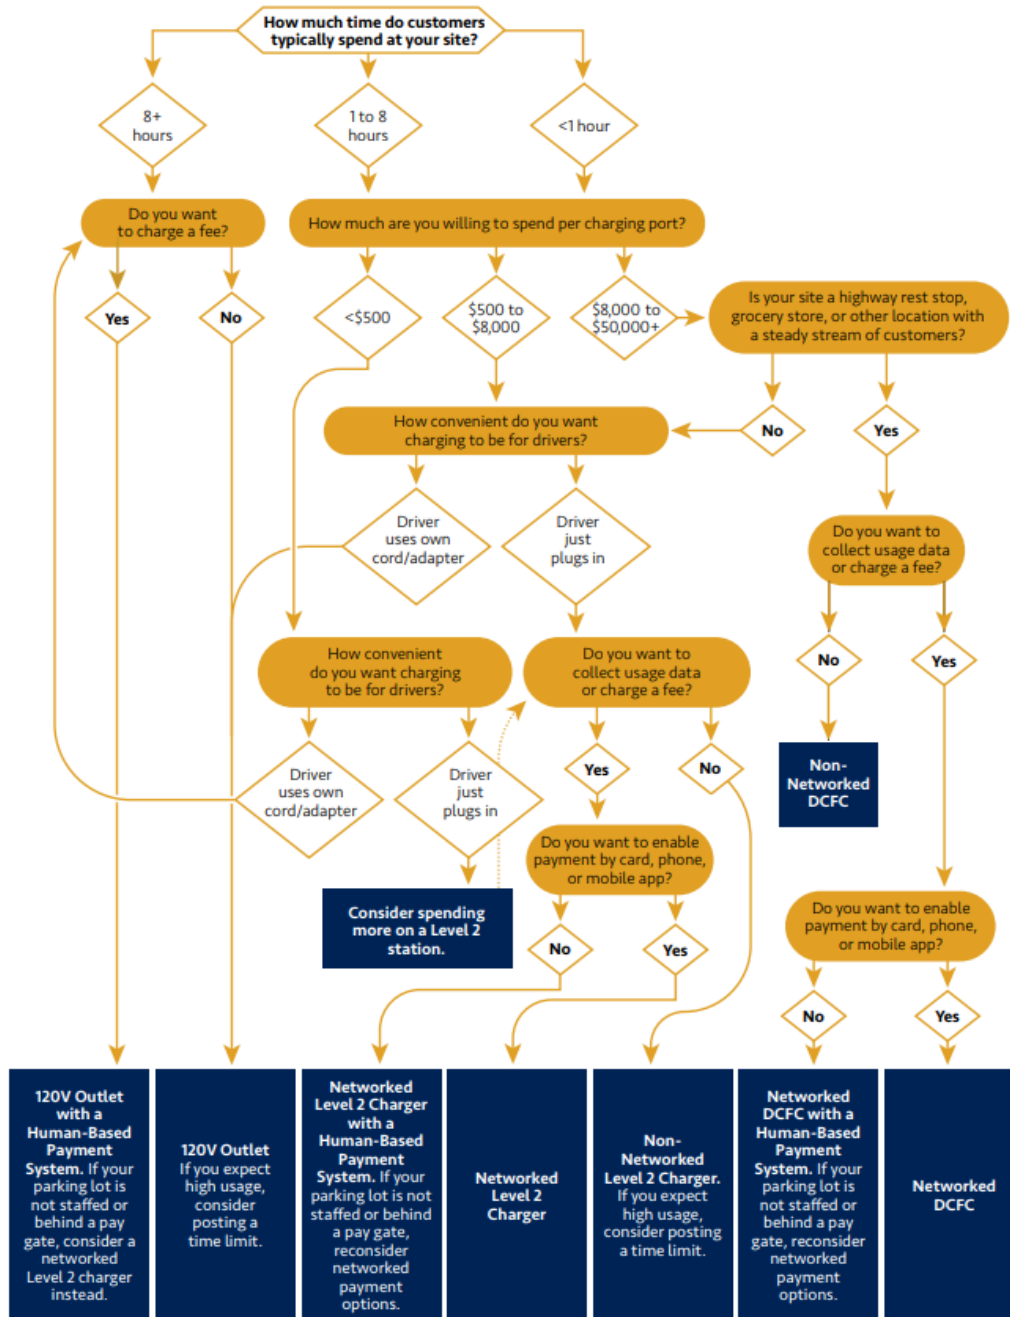 How much time do customers
typically spend at your site?
8+
hours
1 to 8
hours
<1 hour
Do you want
to charge a fee?
How much are you willing to spend per charging port?
Yes
No
<$500
$500 to
$8,000
$8,000 to
$50,000+
Is your site a highway rest stop,
grocery store, or other location with
a steady stream of customers?
How convenient do you want
charging to be for drivers?
No
Yes
Driver
uses own
cord/adapter
Driver
just
plugs in
Do you want to
collect usage data
or charge a fee?
How convenient
do you want charging
to be for drivers?
Do you want to
collect usage data
or charge a fee?
No
Yes
Driver
uses own
cord/adapter
Driver
just
plugs in
Yes
No
Non-
Networked
DCFC
Do you want to enable
payment by card, phone,
or mobile app?
Consider spending
more on a Level 2
station.
No
Yes
Do you want to enable
payment by card, phone,
or mobile app?
No
Yes
120V Outlet
with a
Human-Based
Payment
System. If your
parking lot is
not staffed or
behind a pay
gate, consider a
networked
Level 2 charger
instead.
120V Outlet
If you expect
high usage,
consider
posting a
time limit.
Networked
Level 2 Charger
with a
Human-Based
Payment
System. If your
parking lot is not
staffed or behind
a pay gate,
reconsider
networked
payment
options.
Networked
Level 2
Charger
Non-
Networked
Level 2 Charger.
If you expect
high usage,
consider posting
a time limit.
Networked
DCFC with a
Human-Based
Payment
System. If your
parking lot is
not staffed or
behind a pay
gate, reconsider
networked
payment
options.
Networked
DCFC